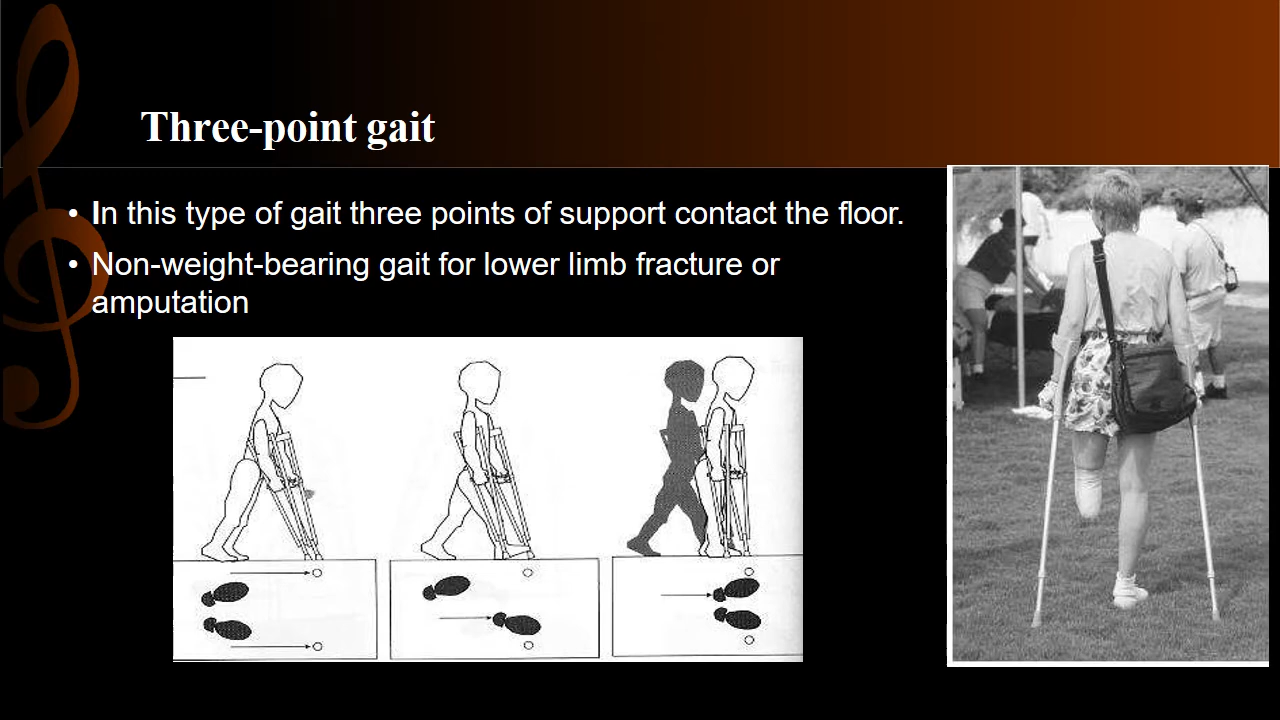 Three-point gait
• In this type of gait three points of support contact the floor.
• Non-weight-bearing gait for lower limb fracture or
amputation